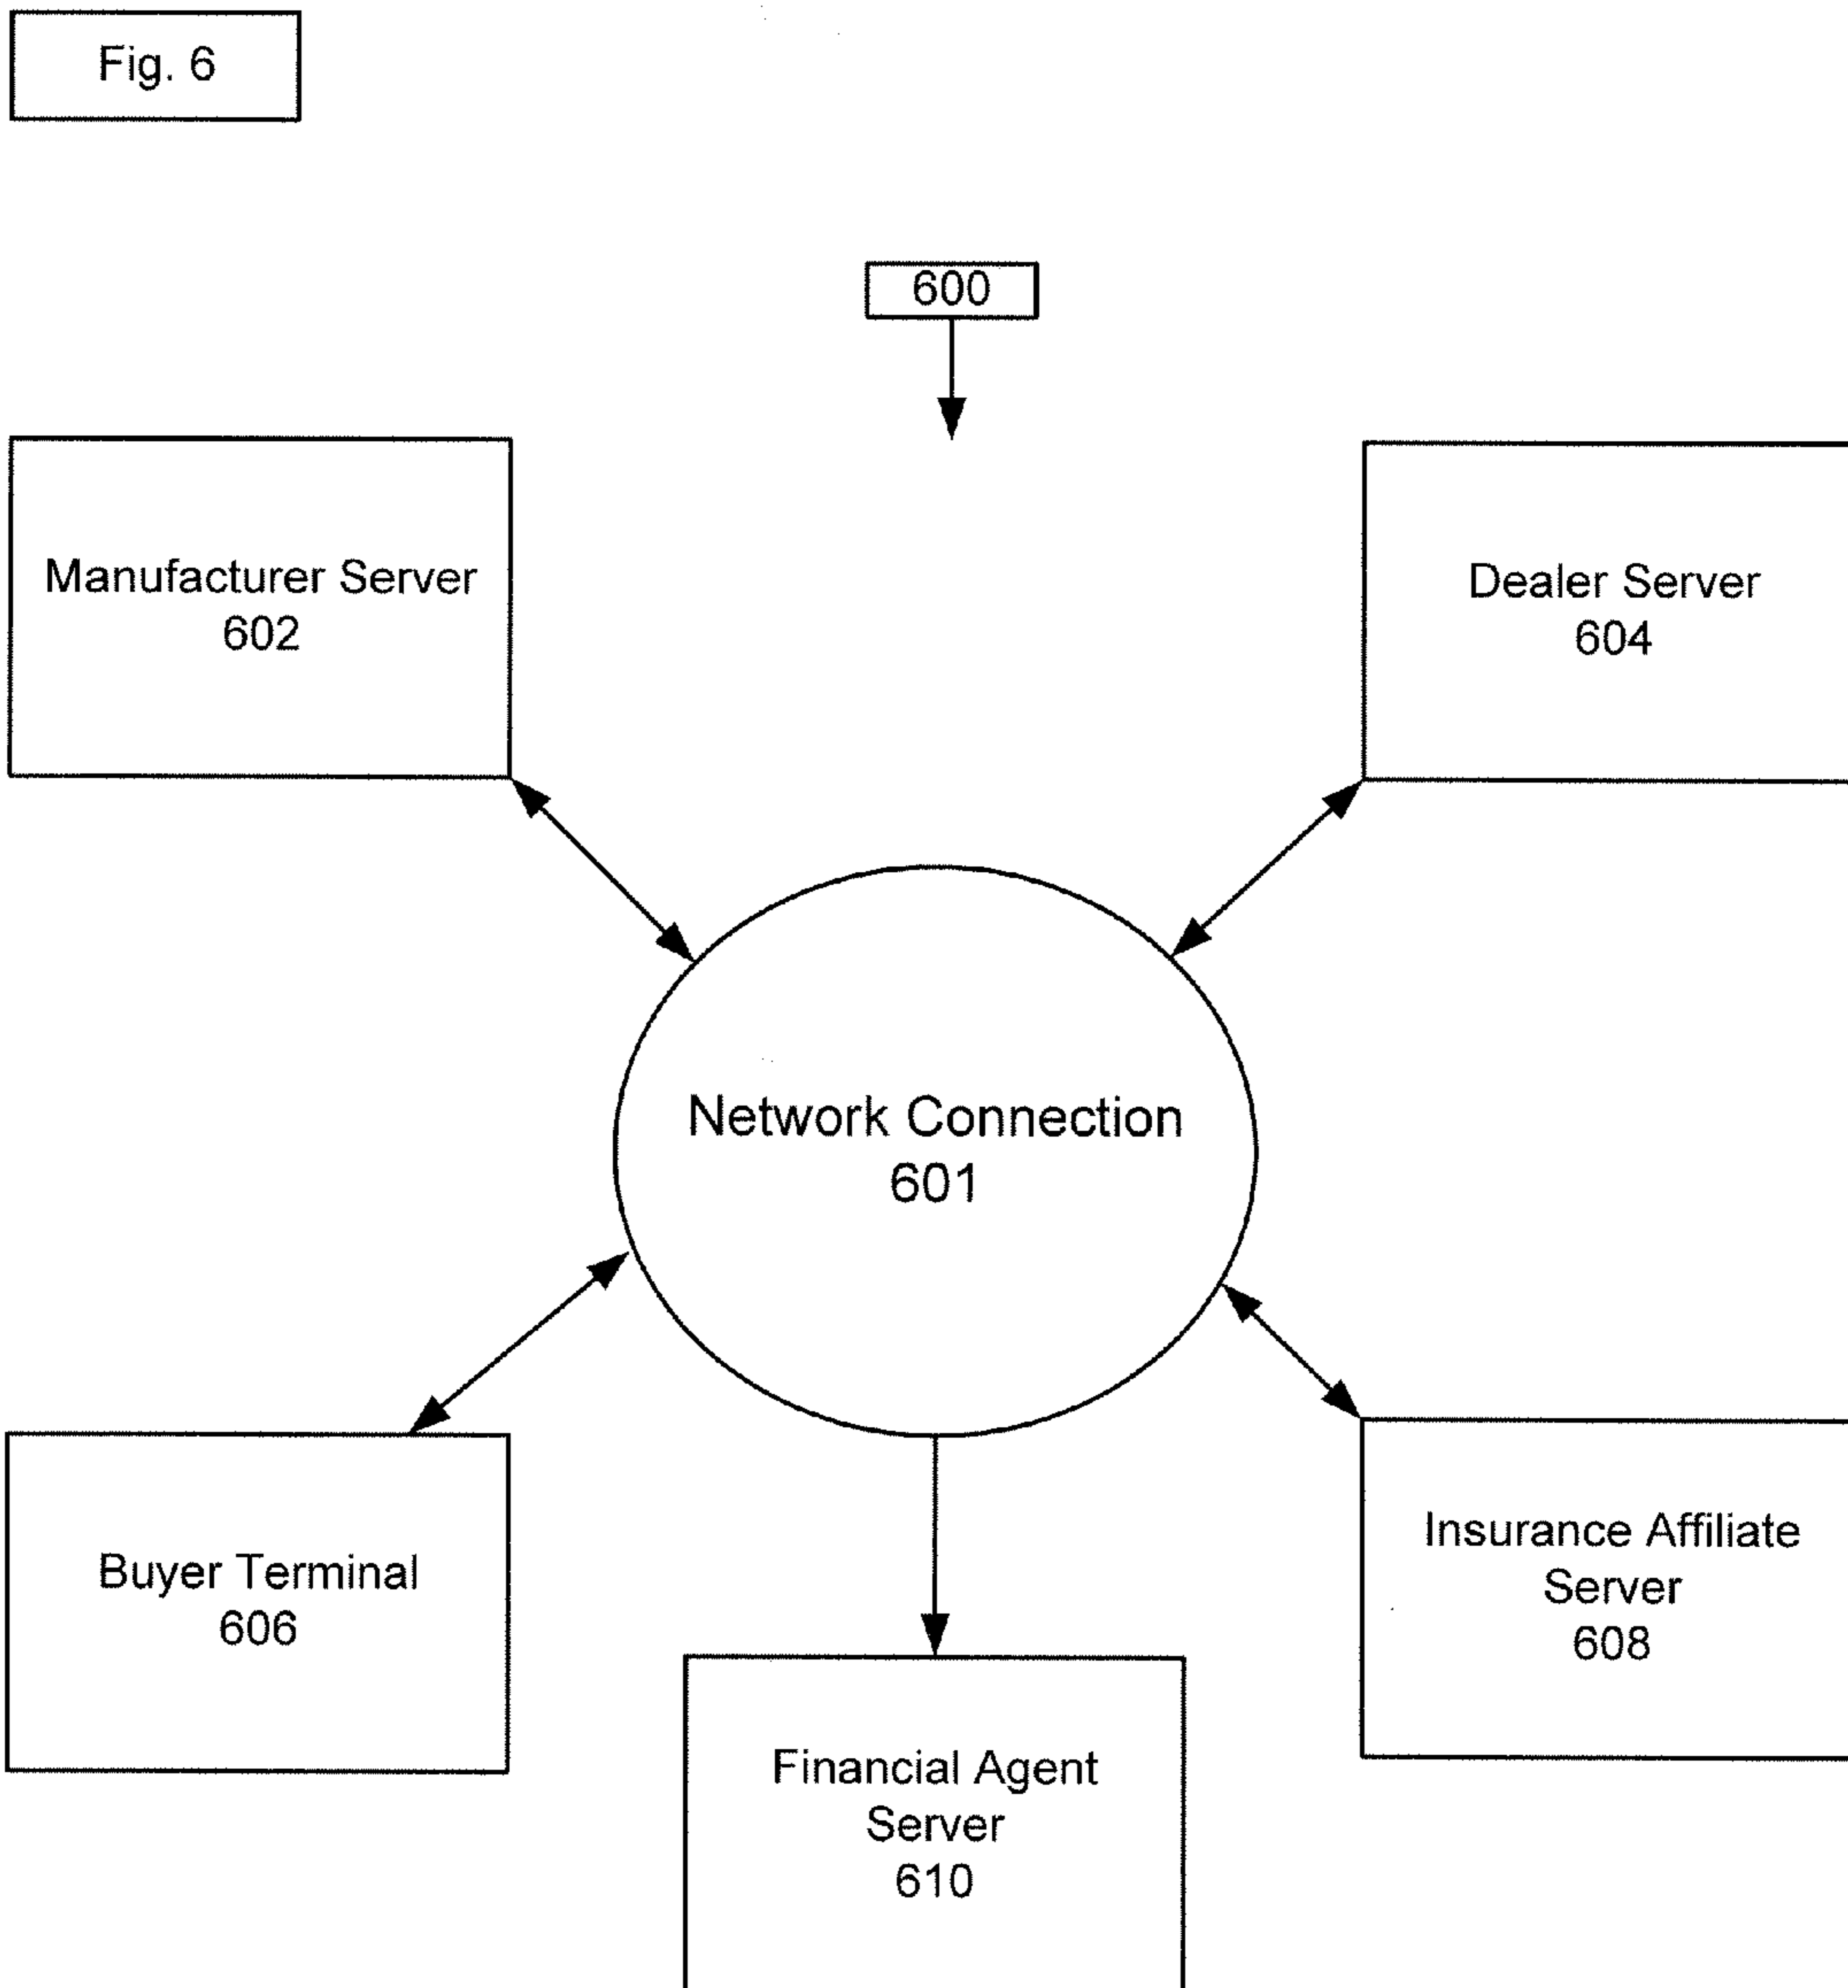 Fig. 6
600
Manufacturer Server
602
Dealer Server
604
Network Connection
601
Buyer Terminal
606
Insurance Affiliate
Server
608
Financial Agent
Server
610